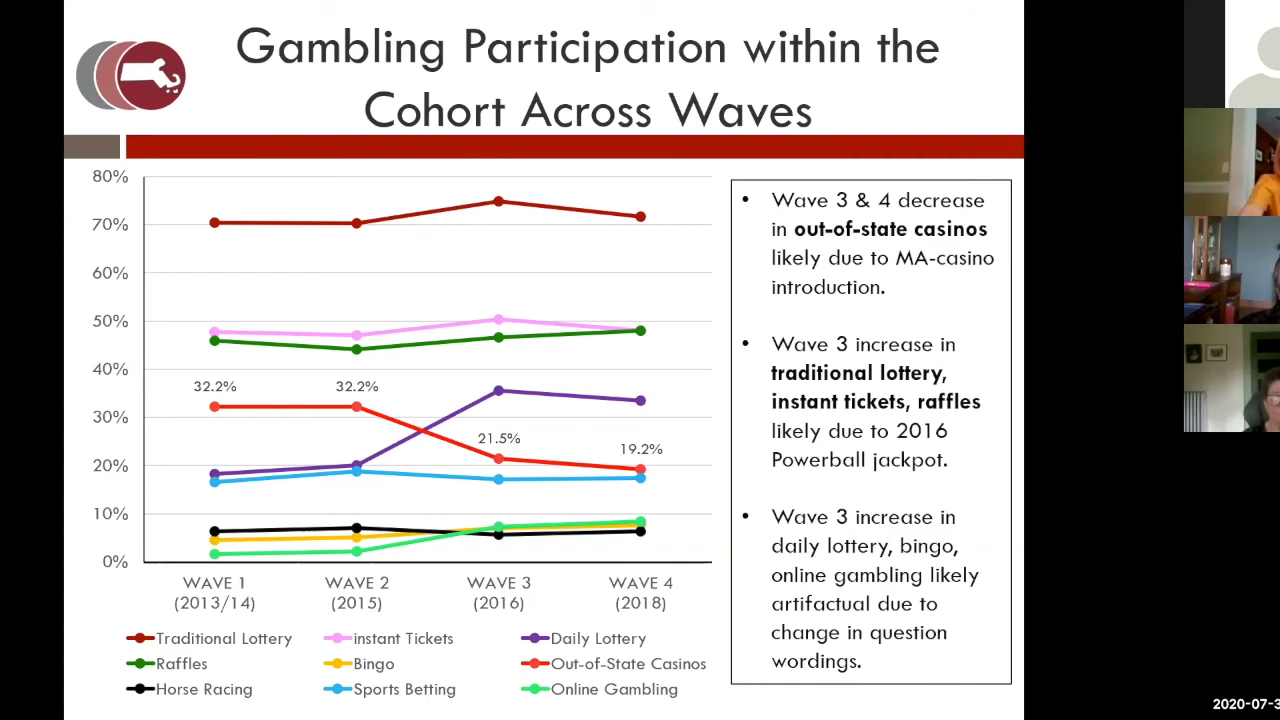 Gambling Participation within the
Cohort Across Waves
80%
70%
60%
50%
40%
30%
20%
10%
0%
32.2%
32.2%
21.5%
19.2%
WAVE 1
(2013/14)
WAVE 2
(2015)
WAVE 3
(2016)
WAVE 4
(2018)
Traditional Lottery
instant Tickets
Daily Lottery
Raffles
Bingo
Out-of-State Casinos
Horse Racing
Sports Betting
Online Gambling
• Wave 3 & 4 decrease
in out-of-state casinos
likely due to MA-casino
introduction.
• Wave 3 increase in
traditional lottery,
instant tickets, raffles
likely due to 2016
Powerball jackpot.
• Wave 3 increase in
daily lottery, bingo,
online gambling likely
artifactual due to
change in question
wordings.
2020-07-3